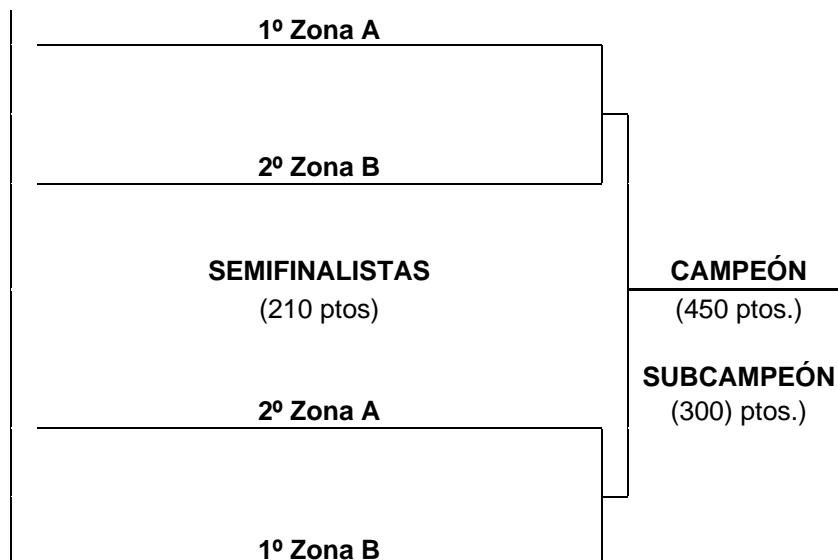 1º Zona A
2º Zona B
SEMIFINALISTAS
(210 ptos)
CAMPEÓN
(450 ptos.)
SUBCAMPEÓN
(300) ptos.)
2º Zona A
1º Zona B